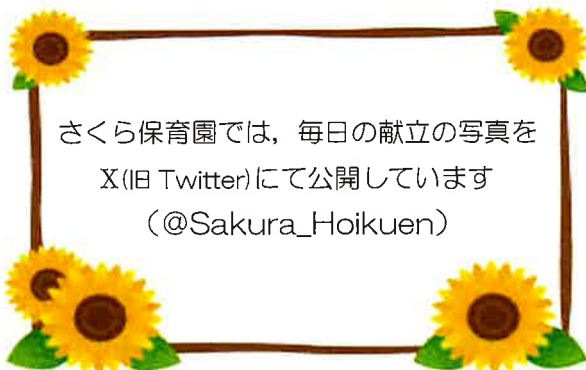 さくら保育園では，毎日の献立の写真を
X(旧 Twitter)にて公開しています
（@Sakura_Hoikuen）